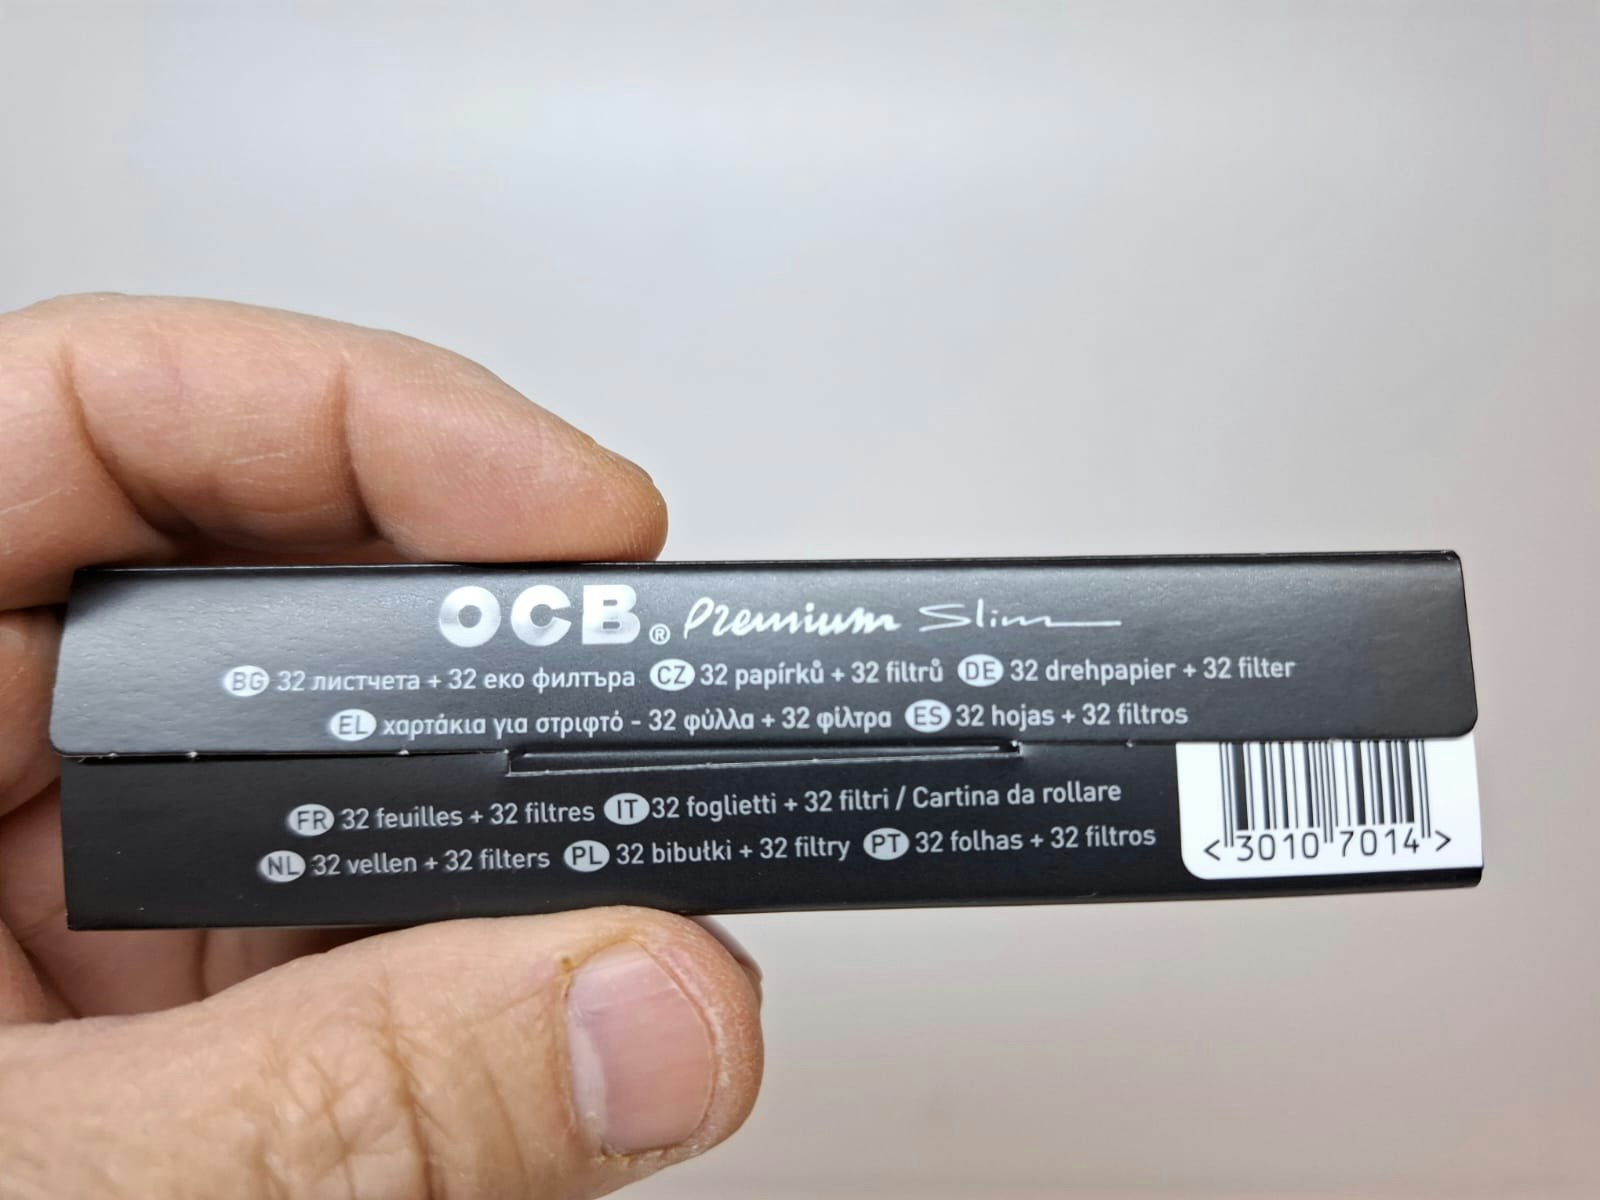 OCB® Premium Slim
BG 32 листчета + 32 еко филтъра CZ 32 papírků + 32 filtrů DE 32 drehpapier + 32 filter
EL χαρτάκια για στριφτό - 32 φύλλα + 32 φίλτρα ES 32 hojas + 32 filtros
FR 32 feuilles + 32 filtres IT 32 foglietti + 32 filtri / Cartina da rollare
NL 32 vellen + 32 filters PL 32 bibułki + 32 filtry PT 32 folhas + 32 filtros
<30107014>